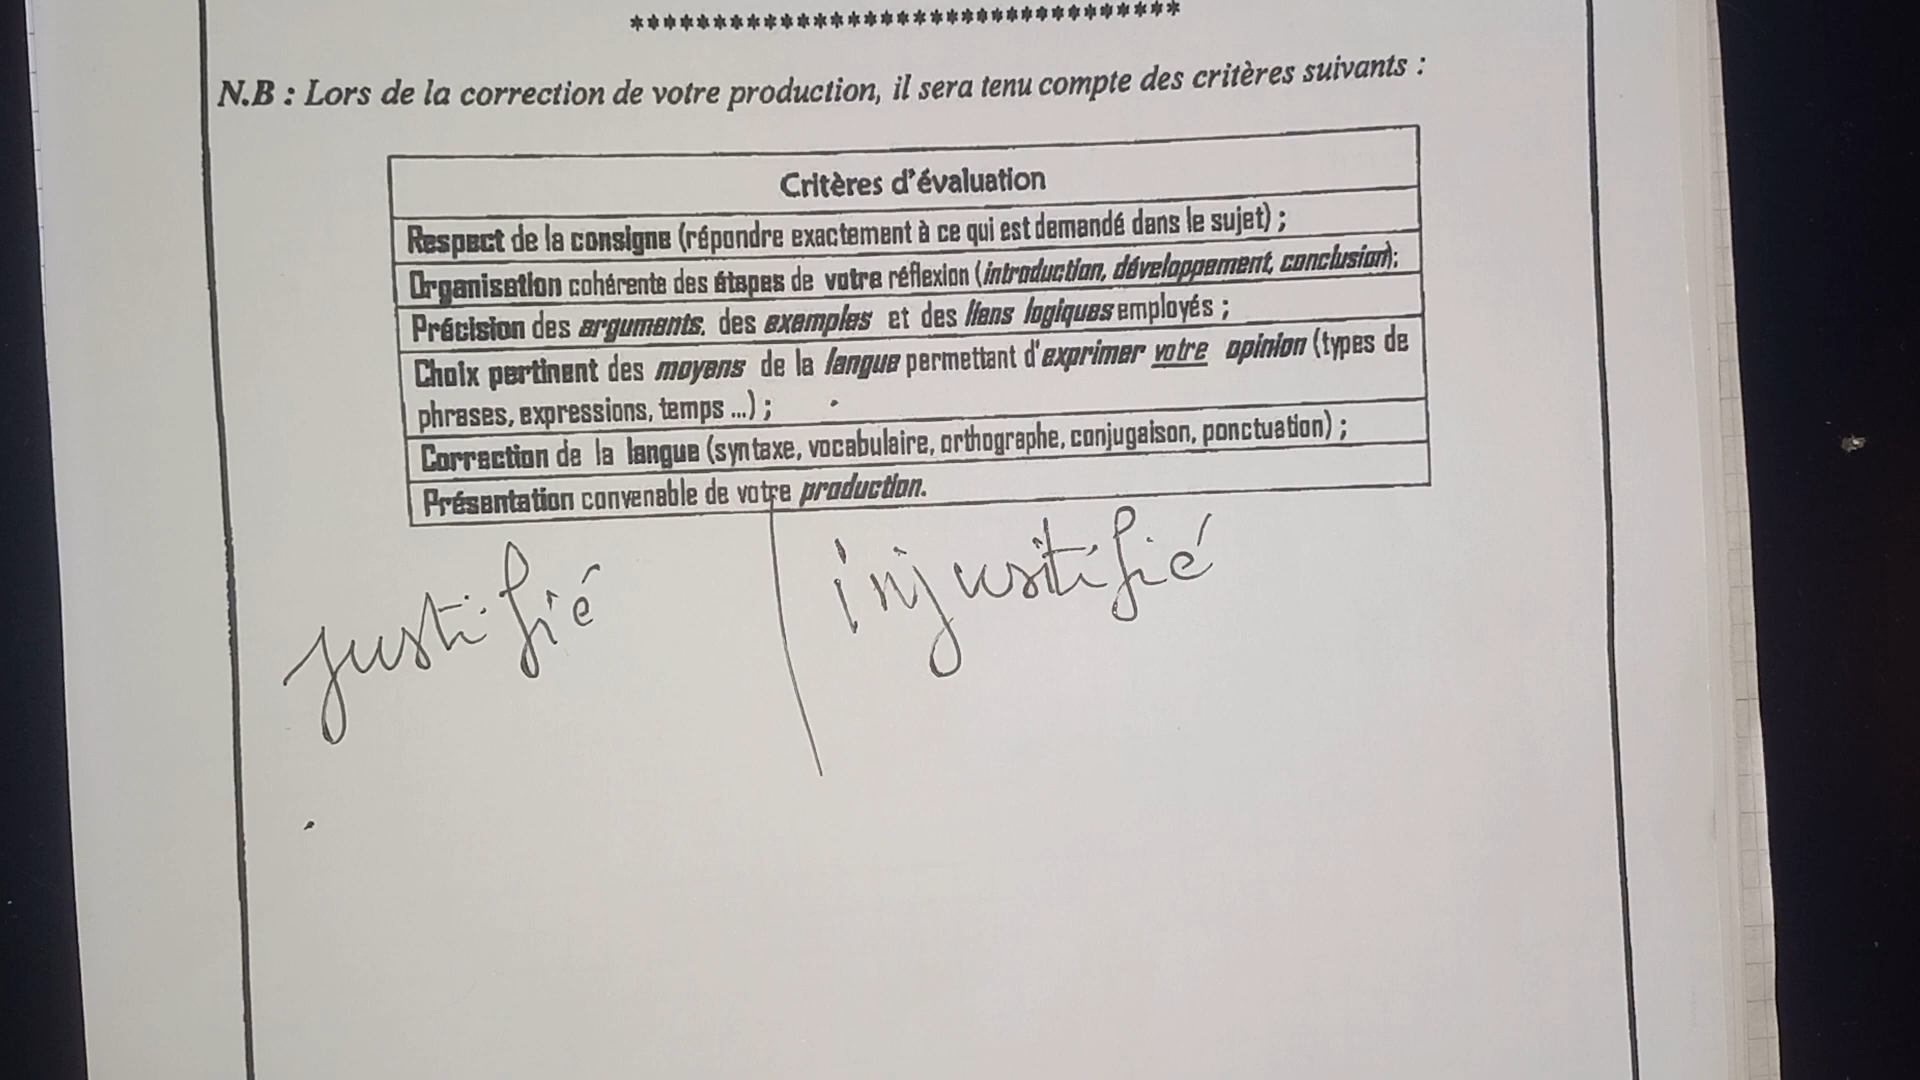 **********************************
N.B : Lors de la correction de votre production, il sera tenu compte des critères suivants :
Critères d'évaluation
Respect de la consigne (répondre exactement à ce qui est demandé dans le sujet) ;
Organisation cohérente des étapes de votre réflexion (introduction, développement, conclusion);
Précision des arguments, des exemples et des liens logiques employés ;
Choix pertinent des moyens de la langue permettant d'exprimer votre opinion (types de
phrases, expressions, temps ...) ;
Correction de la langue (syntaxe, vocabulaire, orthographe, conjugaison, ponctuation) ;
Présentation convenable de votre production.
justifié
injustifié